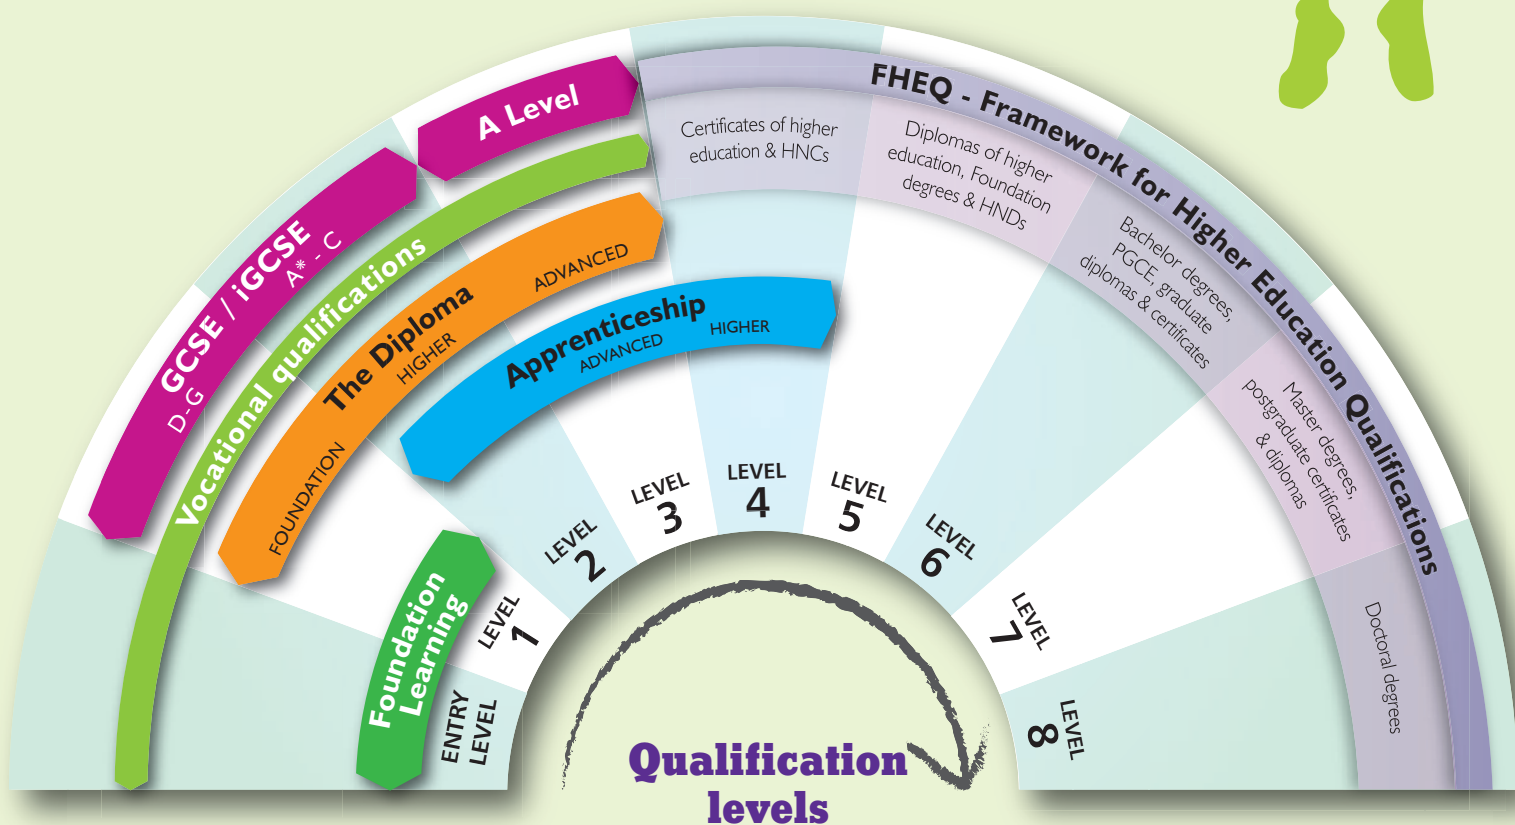 A Level
GCSE / iGCSE
A* - C
D-G
Vocational qualifications
The Diploma
FOUNDATION
HIGHER
ADVANCED
Apprenticeship
ADVANCED
HIGHER
Foundation
Learning
FHEQ - Framework for Higher Education Qualifications
Certificates of higher
education & HNCs
Diplomas of higher
education, Foundation
degrees & HNDs
Bachelor degrees,
PGCE, graduate
diplomas & certificates
Master degrees,
postgraduate certificates
& diplomas
Doctoral degrees
ENTRY
LEVEL
LEVEL
1
LEVEL
2
LEVEL
3
LEVEL
4
LEVEL
5
LEVEL
6
LEVEL
7
LEVEL
8
Qualification
levels